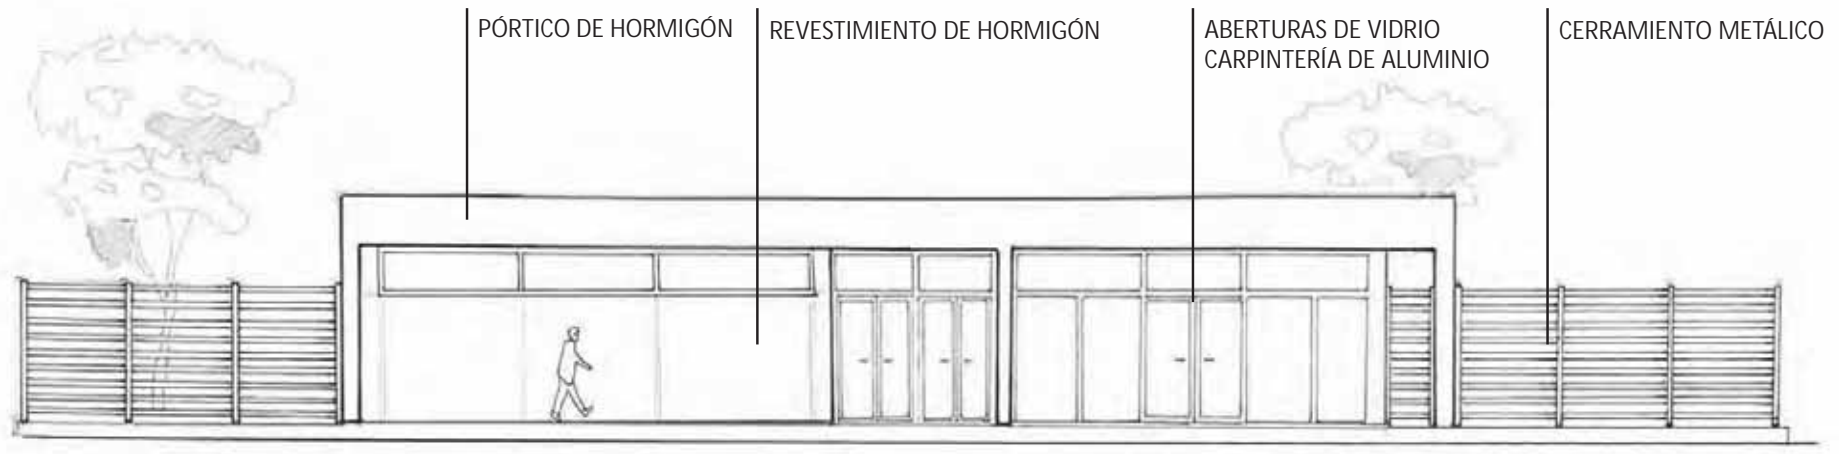 PÓRTICO DE HORMIGÓN
REVESTIMIENTO DE HORMIGÓN
ABERTURAS DE VIDRIO
CARPINTERÍA DE ALUMINIO
CERRAMIENTO METÁLICO